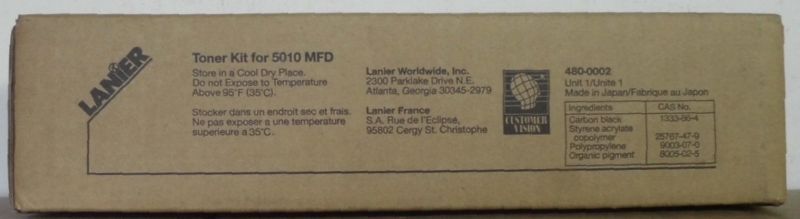 LANIER
Toner Kit for 5010 MFD
Store in a Cool Dry Place.
Do not Expose to Temperature
Above 95°F (35°C).
Stocker dans un endroit sec et frais.
Ne pas exposer a une temperature
superieure a 35°C.
Lanier Worldwide, Inc.
2300 Parklake Drive N.E.
Atlanta, Georgia 30345-2979
Lanier France
S.A. Rue de l'Eclipse,
95802 Cergy St. Christophe
CUSTOMER
VISION
480-0002
Unit 1/Unite 1
Made in Japan/Fabrique au Japon
Ingredients CAS No.
Carbon black 1333-86-4
Styrene acrylate
copolymer 25767-47-9
Polypropylene 9003-07-0
Organic pigment 8005-02-5